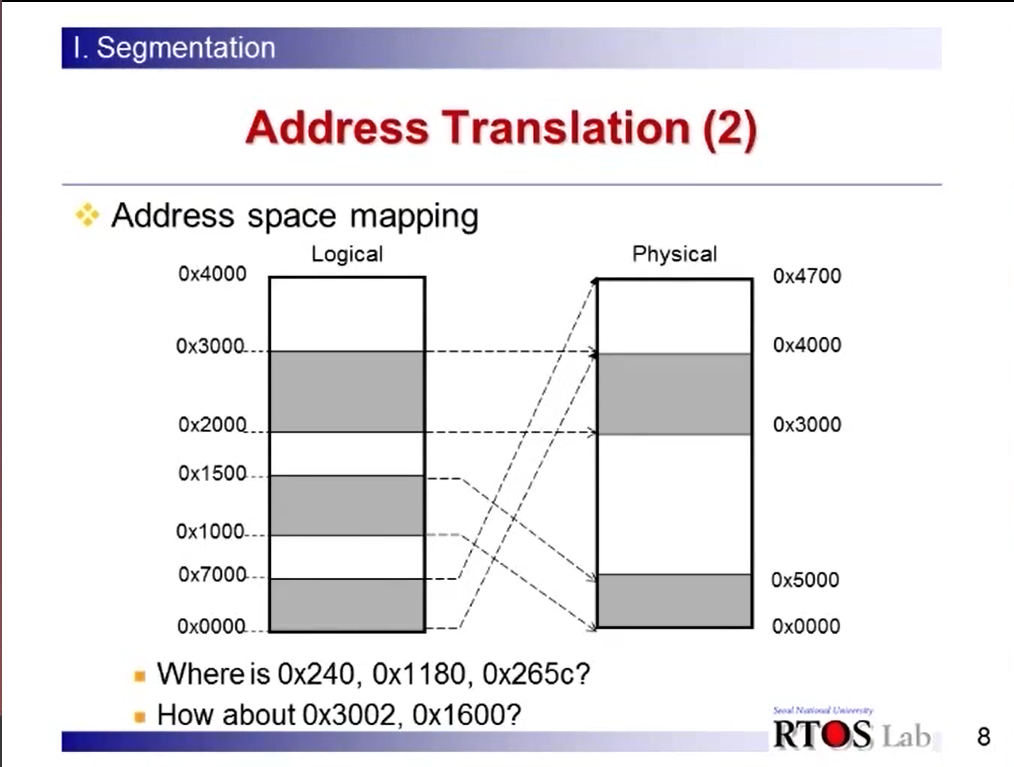 I. Segmentation
Address Translation (2)
Address space mapping
Logical
Physical
0x4000
0x4700
0x3000
0x4000
0x2000
0x3000
0x1500
0x1000
0x7000
0x5000
0x0000
0x0000
Where is 0x240, 0x1180, 0x265c?
How about 0x3002, 0x1600?
Seoul National University
RTOS Lab
8